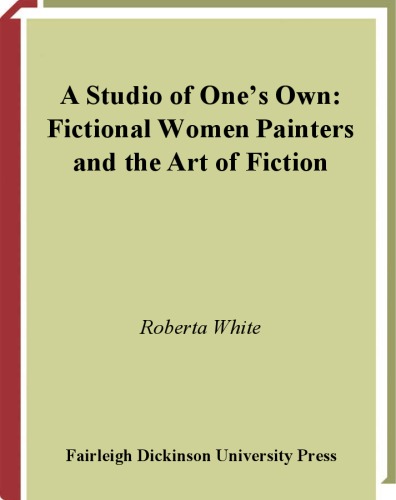 A Studio of One’s Own:
Fictional Women Painters
and the Art of Fiction
Roberta White
Fairleigh Dickinson University Press